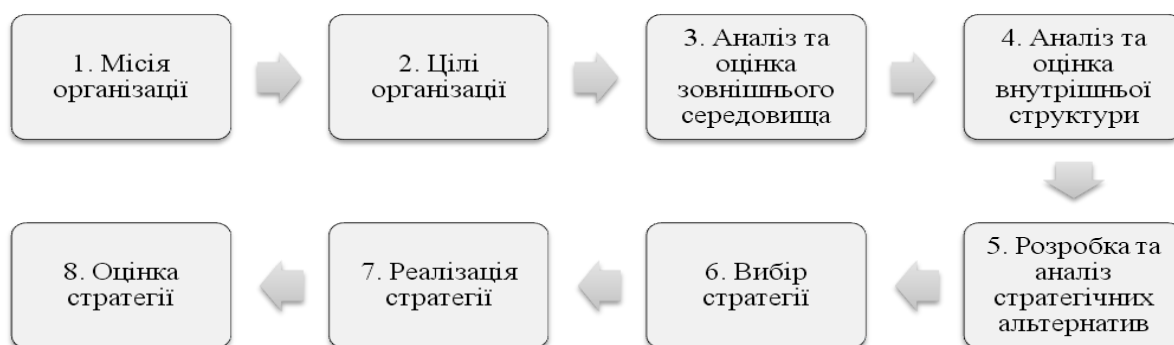 1. Місія
організації
2. Цілі
організації
3. Аналіз та
оцінка
зовнішнього
середовища
4. Аналіз та
оцінка
внутрішньої
структури
5. Розробка та
аналіз
стратегічних
альтернатив
6. Вибір
стратегії
7. Реалізація
стратегії
8. Оцінка
стратегії